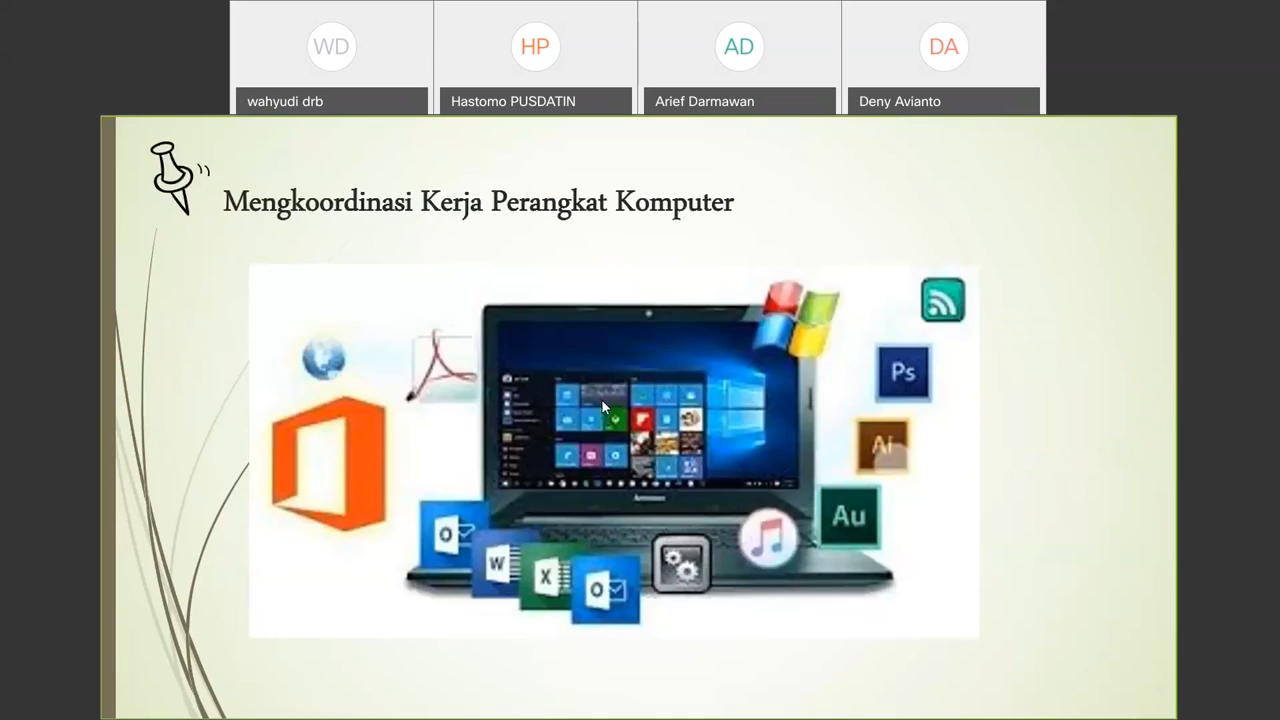 WD
HP
AD
DA
wahyudi drb
Hastomo PUSDATIN
Arief Darmawan
Deny Avianto
Mengkoordinasi Kerja Perangkat Komputer
Ps
Ai
Au
O
W
X
O